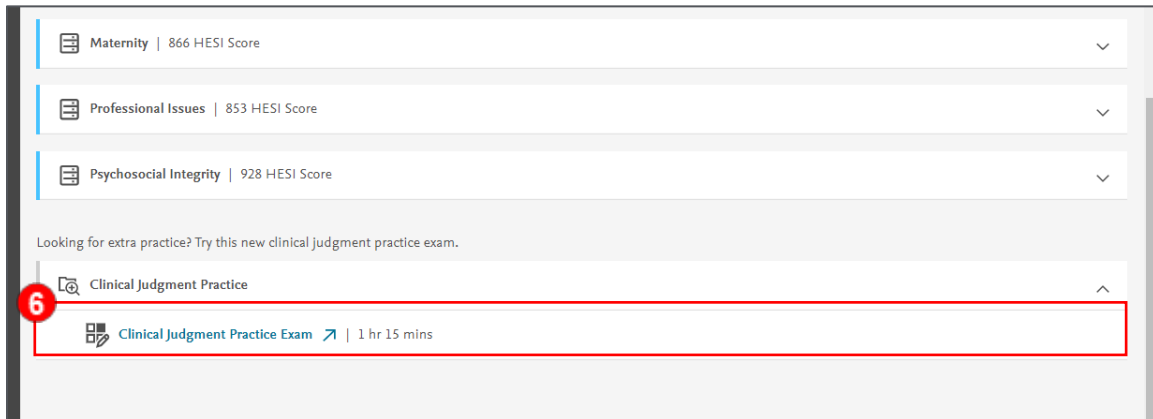 Maternity | 866 HESI Score
Professional Issues | 853 HESI Score
Psychosocial Integrity | 928 HESI Score
Looking for extra practice? Try this new clinical judgment practice exam.
Clinical Judgment Practice
6
Clinical Judgment Practice Exam | 1 hr 15 mins